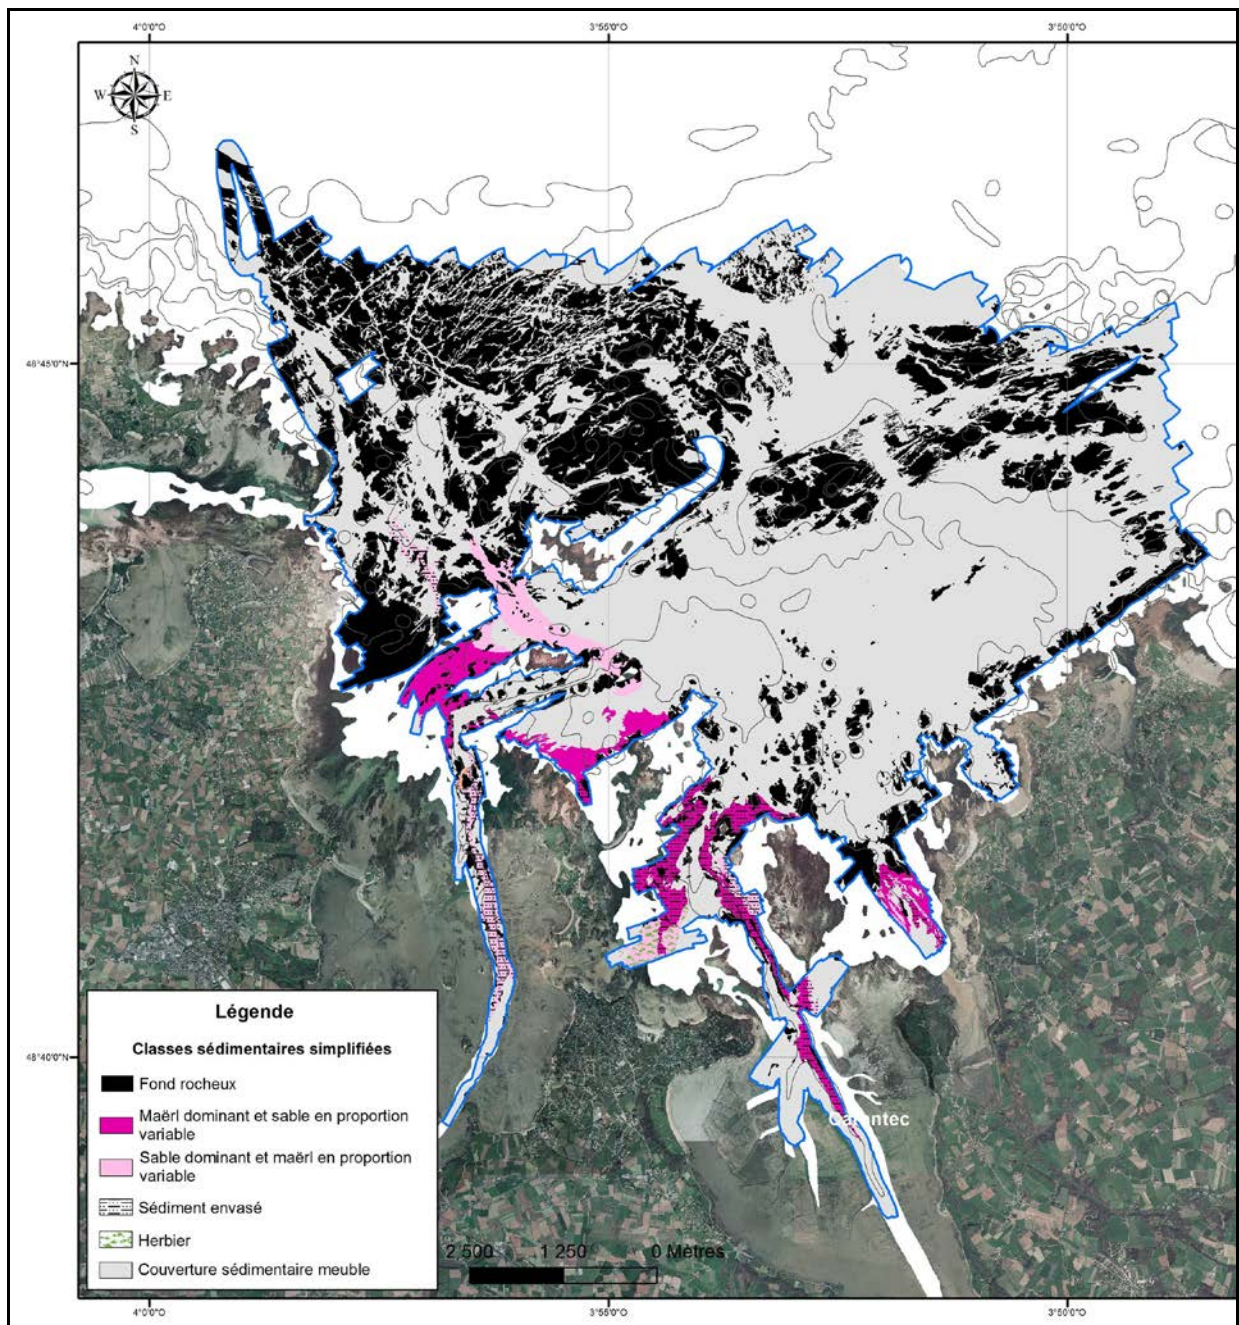 4°0'0"O 3°55'0"O 3°50'0"O
N
W E
S
48°45'0"N
48°40'0"N
Légende
Classes sédimentaires simplifiées
Fond rocheux
Maërl dominant et sable en proportion
variable
Sable dominant et maërl en proportion
variable
Sédiment envasé
Herbier
Couverture sédimentaire meuble
Carantec
2 500 1 250 0 Mètres
4°0'0"O 3°55'0"O 3°50'0"O